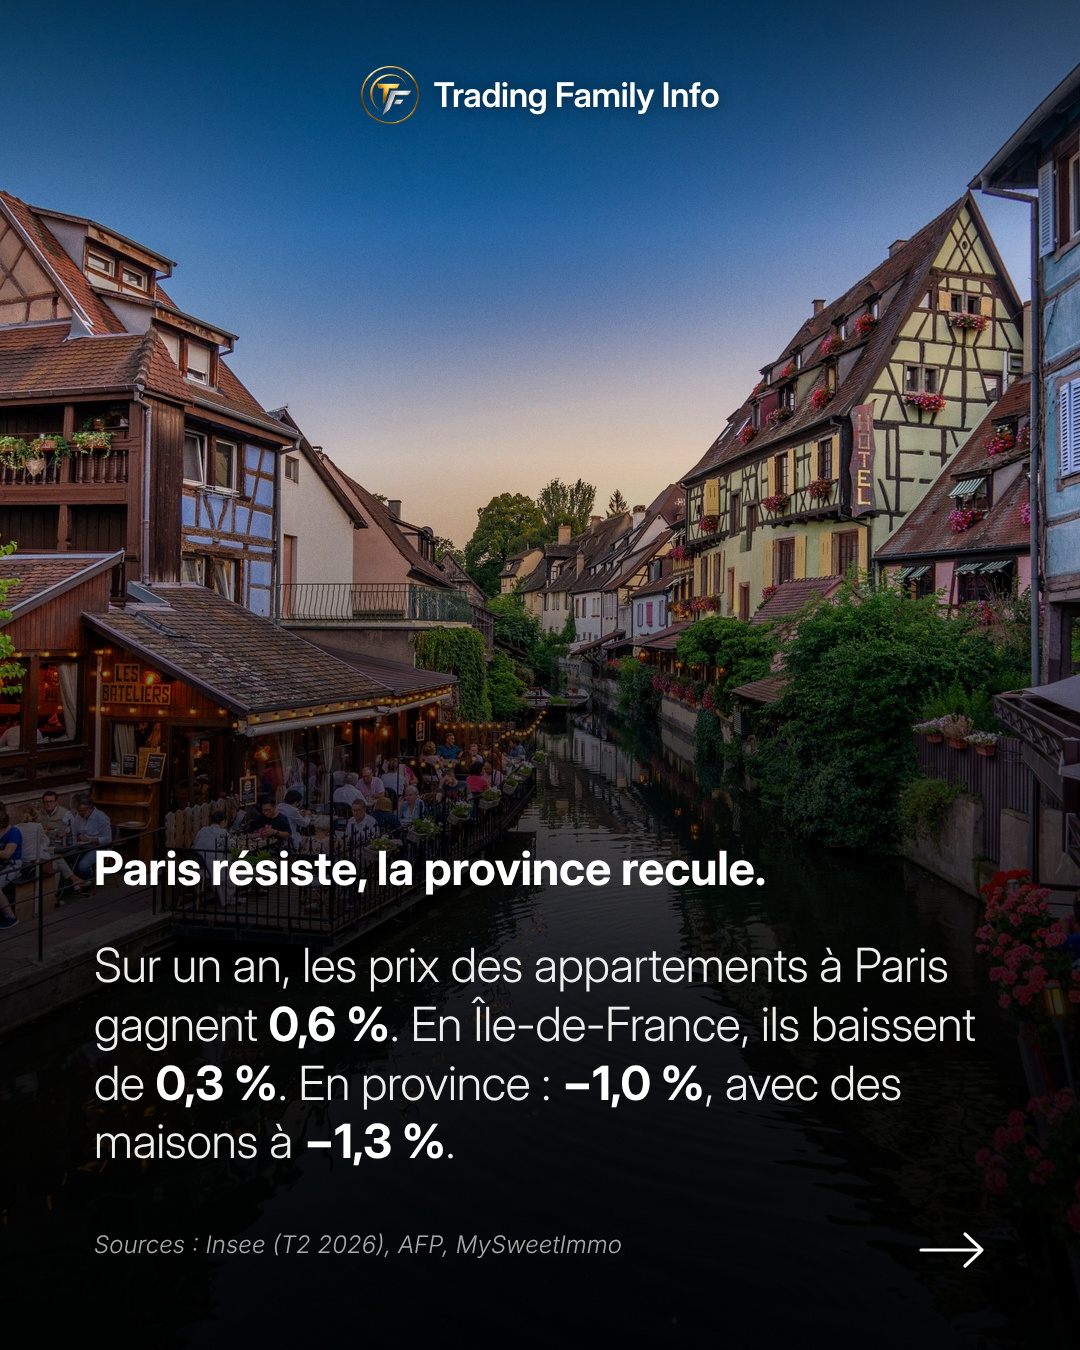 Trading Family Info
HOTEL
LES
BATELIERS
Paris résiste, la province recule.
Sur un an, les prix des appartements à Paris
gagnent 0,6 %. En Île-de-France, ils baissent
de 0,3 %. En province : −1,0 %, avec des
maisons à −1,3 %.
Sources : Insee (T2 2026), AFP, MySweetImmo